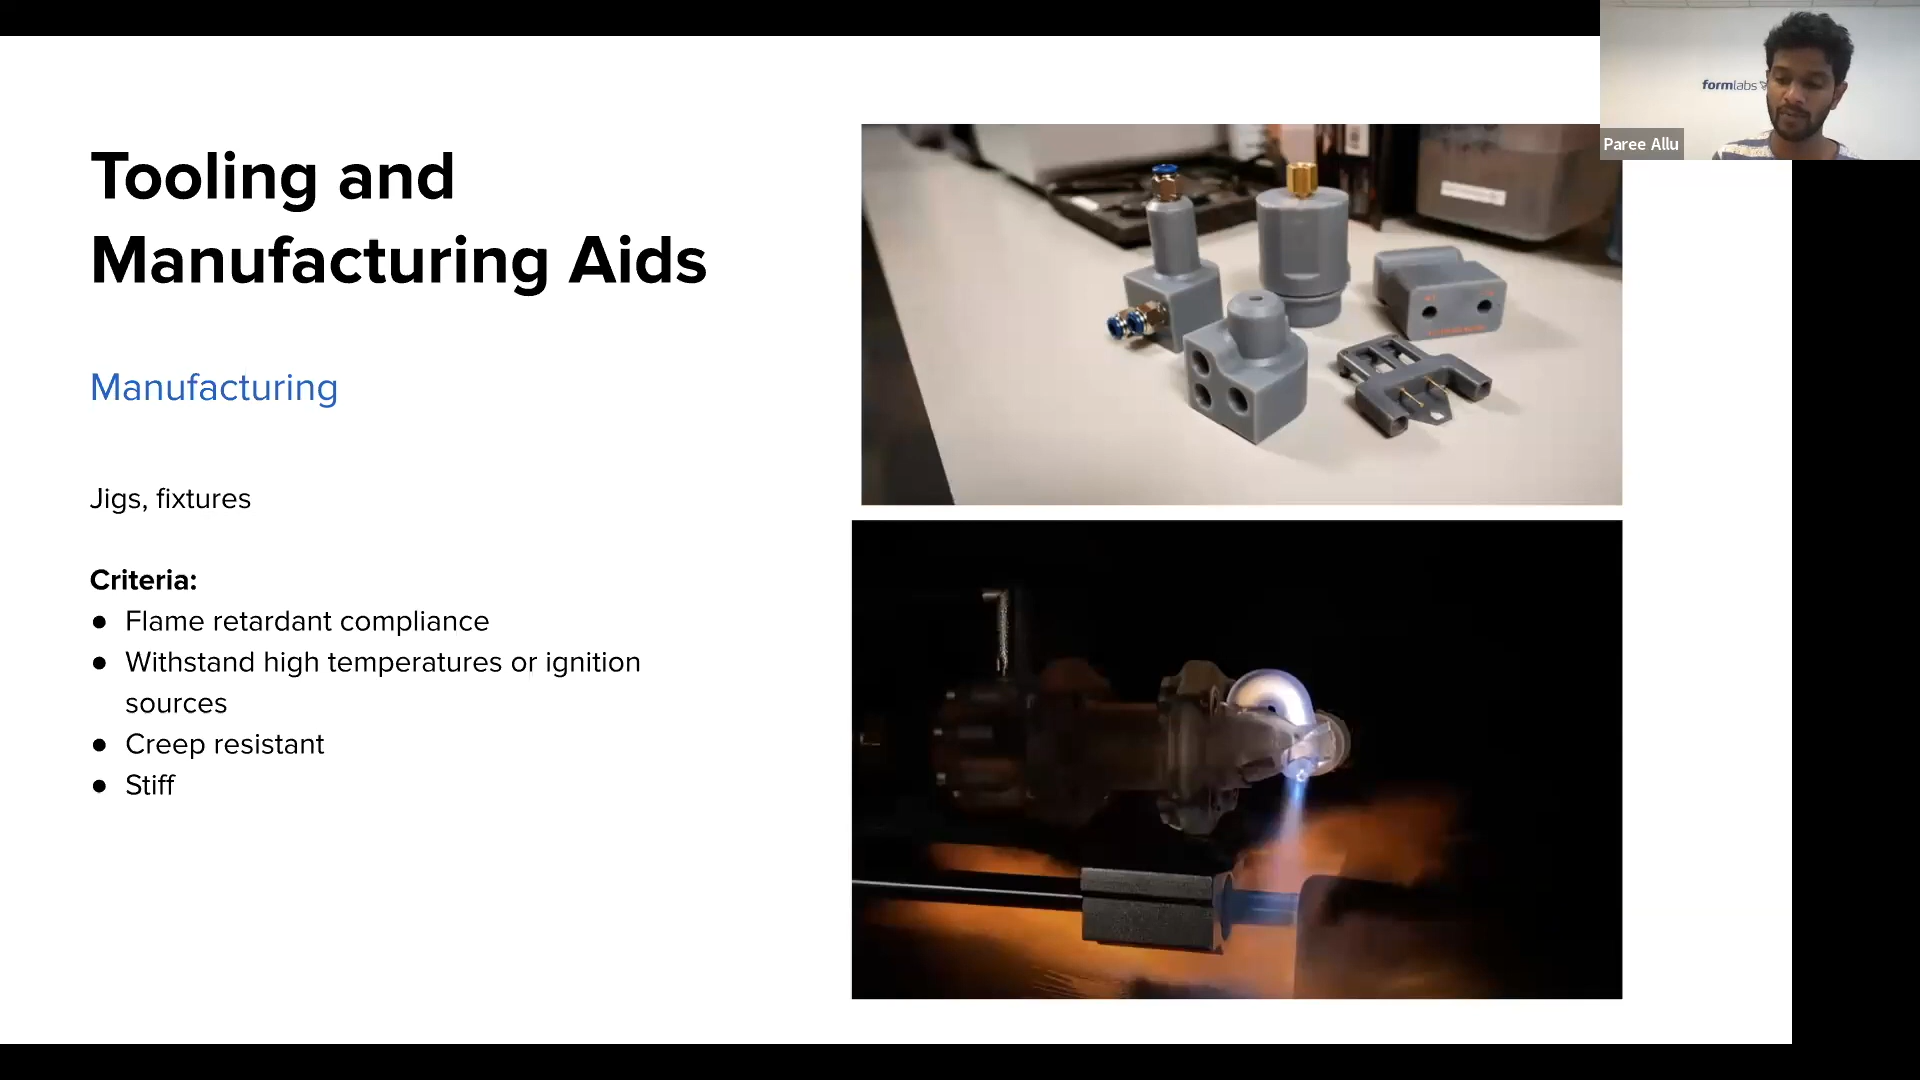 formlabs
Paree Allu
Tooling and
Manufacturing Aids
Manufacturing
Jigs, fixtures
Criteria:
● Flame retardant compliance
● Withstand high temperatures or ignition
sources
● Creep resistant
● Stiff